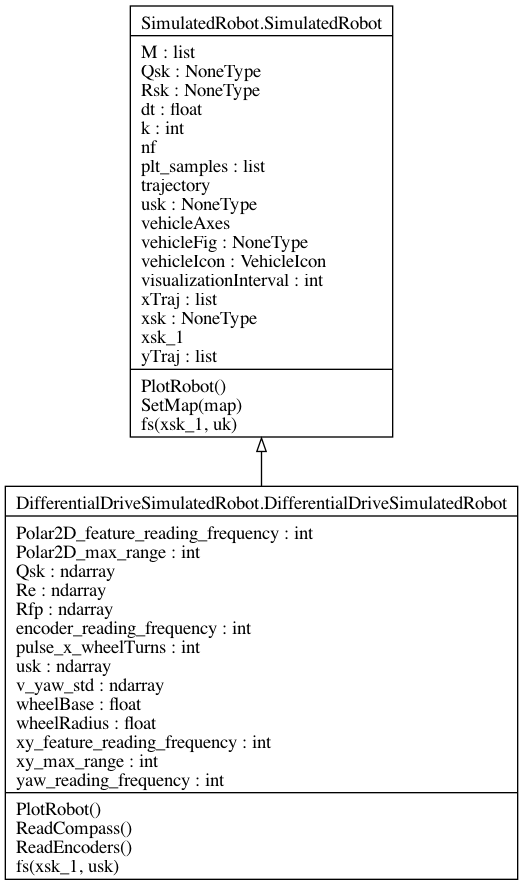 SimulatedRobot.SimulatedRobot
M : list
Qsk : NoneType
Rsk : NoneType
dt : float
k : int
nf
plt_samples : list
trajectory
usk : NoneType
vehicleAxes
vehicleFig : NoneType
vehicleIcon : VehicleIcon
visualizationInterval : int
xTraj : list
xsk : NoneType
xsk_1
yTraj : list
PlotRobot()
SetMap(map)
fs(xsk_1, uk)
DifferentialDriveSimulatedRobot.DifferentialDriveSimulatedRobot
Polar2D_feature_reading_frequency : int
Polar2D_max_range : int
Qsk : ndarray
Re : ndarray
Rfp : ndarray
encoder_reading_frequency : int
pulse_x_wheelTurns : int
usk : ndarray
v_yaw_std : ndarray
wheelBase : float
wheelRadius : float
xy_feature_reading_frequency : int
xy_max_range : int
yaw_reading_frequency : int
PlotRobot()
ReadCompass()
ReadEncoders()
fs(xsk_1, usk)